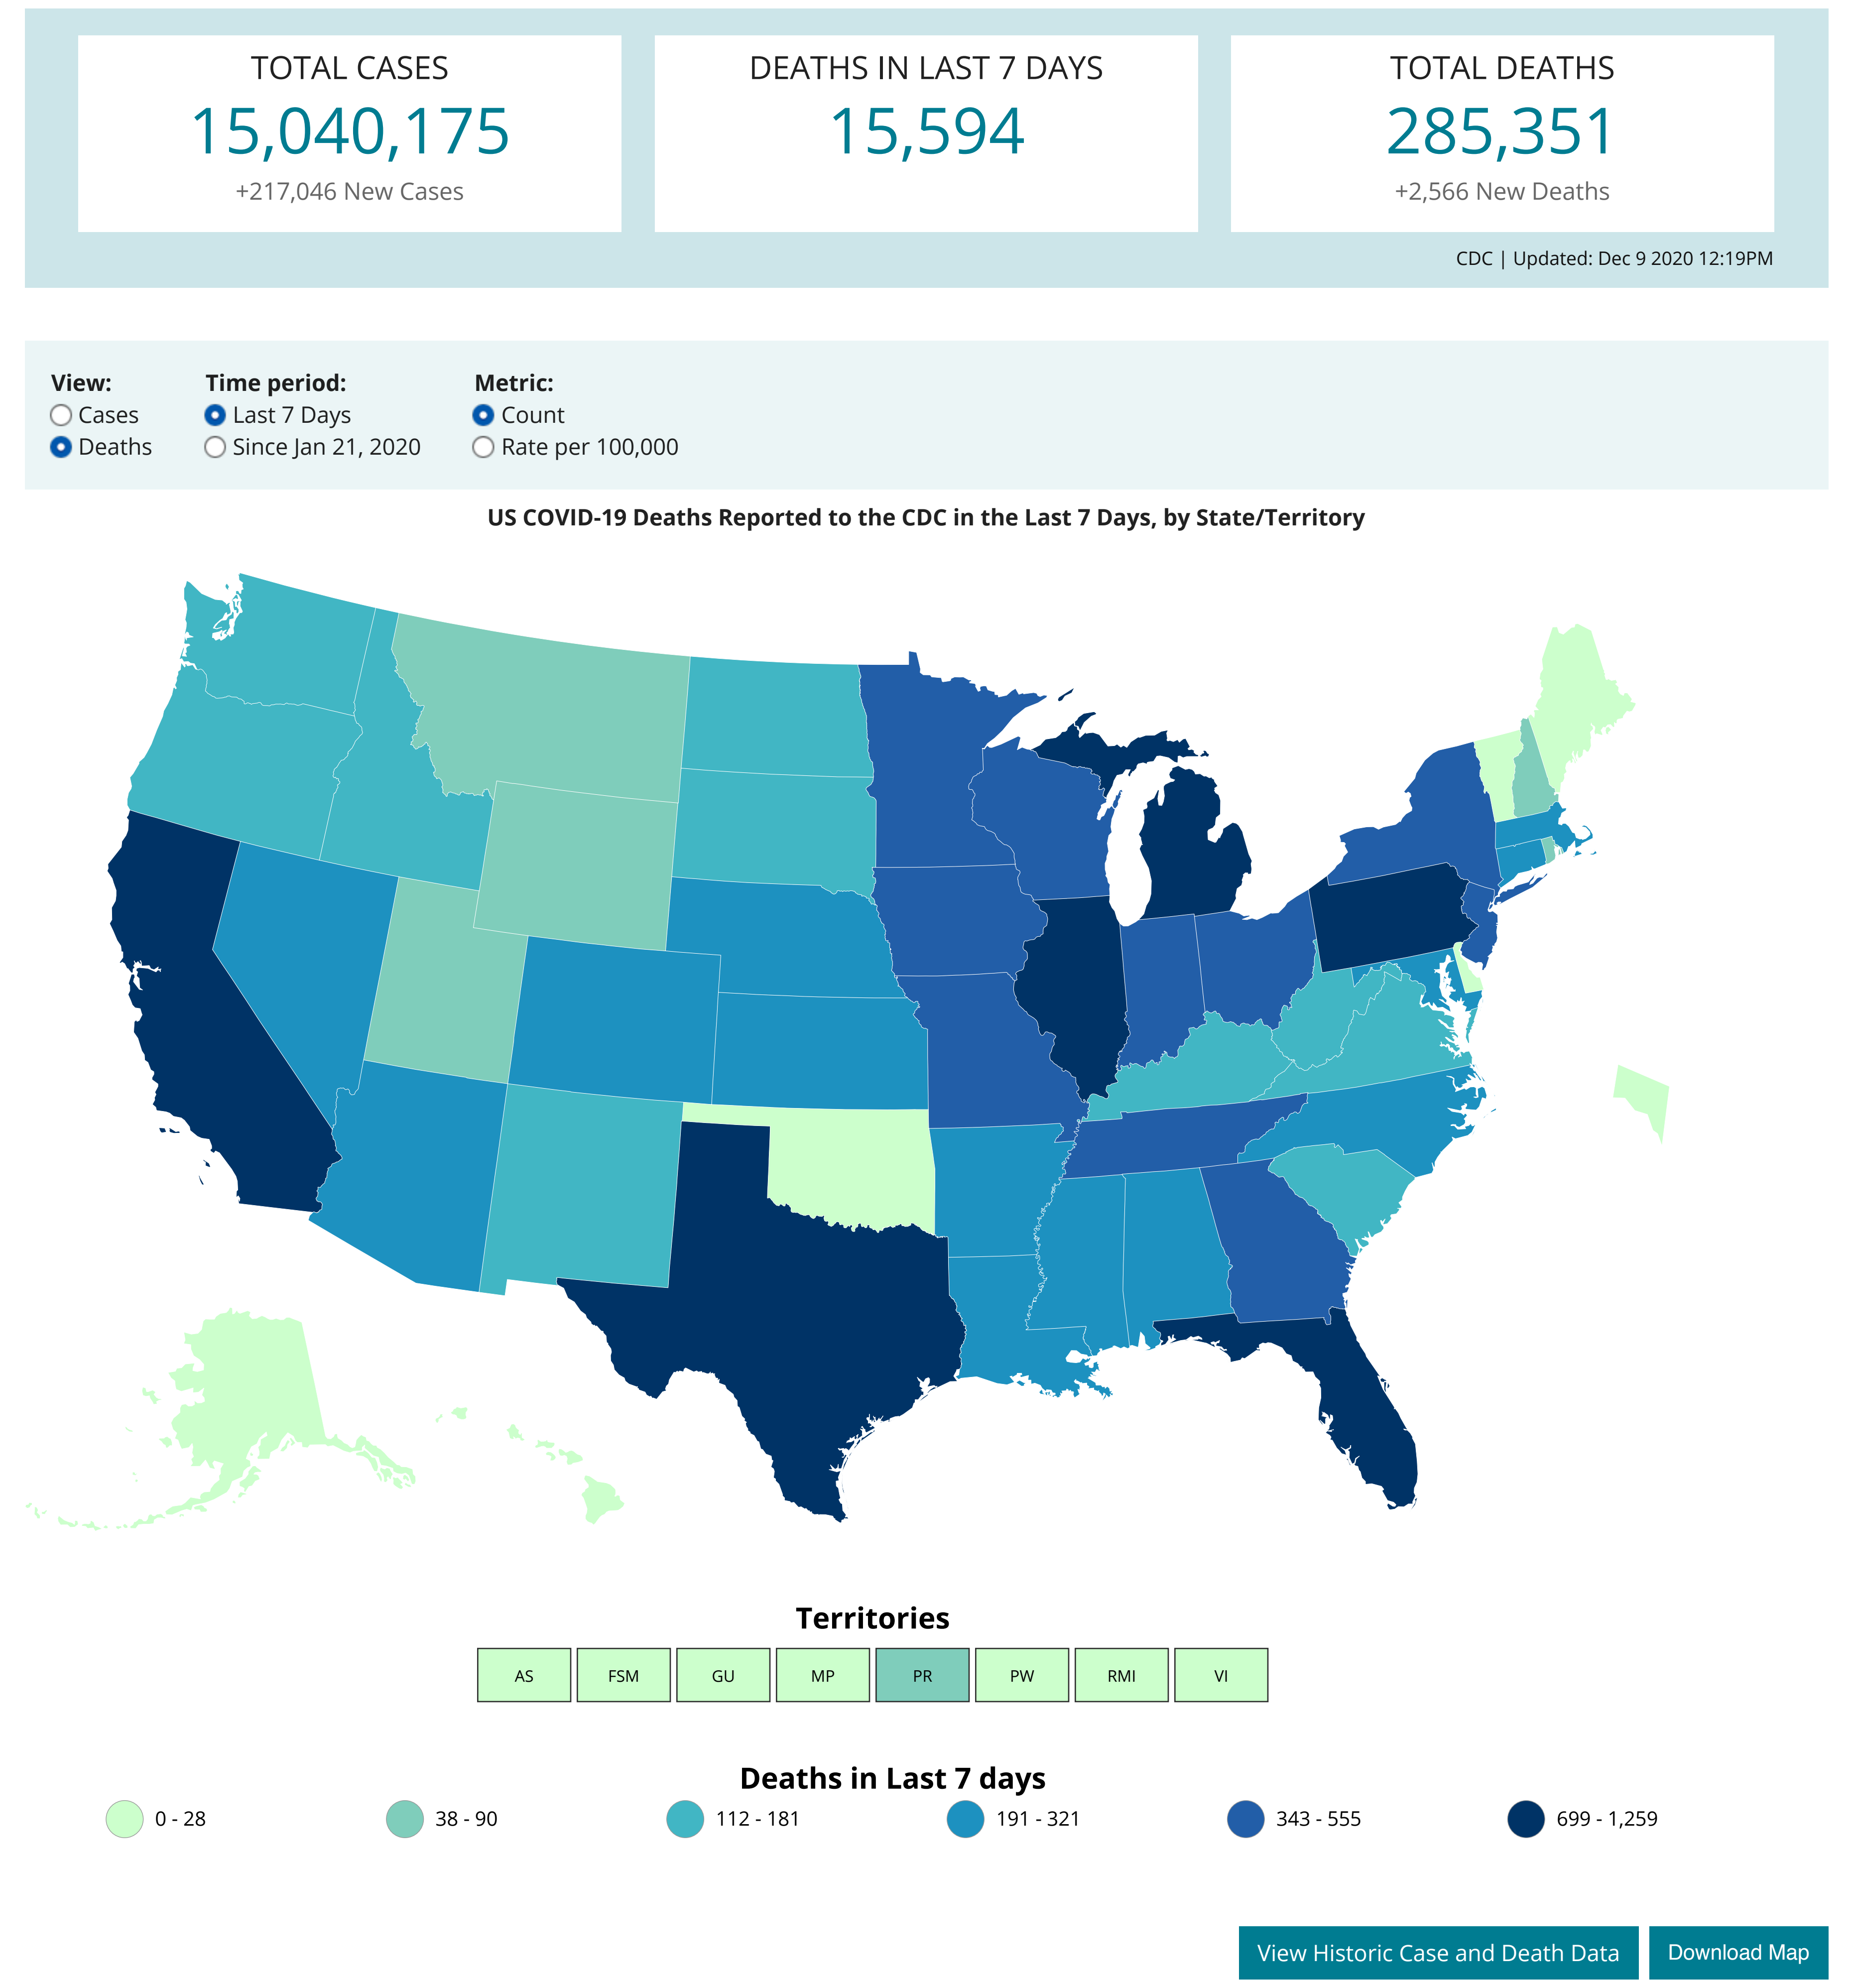 TOTAL CASES
15,040,175
+217,046 New Cases
DEATHS IN LAST 7 DAYS
15,594
TOTAL DEATHS
285,351
+2,566 New Deaths
CDC | Updated: Dec 9 2020 12:19PM
View:
Cases
Deaths
Time period:
Last 7 Days
Since Jan 21, 2020
Metric:
Count
Rate per 100,000
US COVID-19 Deaths Reported to the CDC in the Last 7 Days, by State/Territory
Territories
AS FSM GU MP PR PW RMI VI
Deaths in Last 7 days
0 - 28 38 - 90 112 - 181 191 - 321 343 - 555 699 - 1,259
View Historic Case and Death Data Download Map